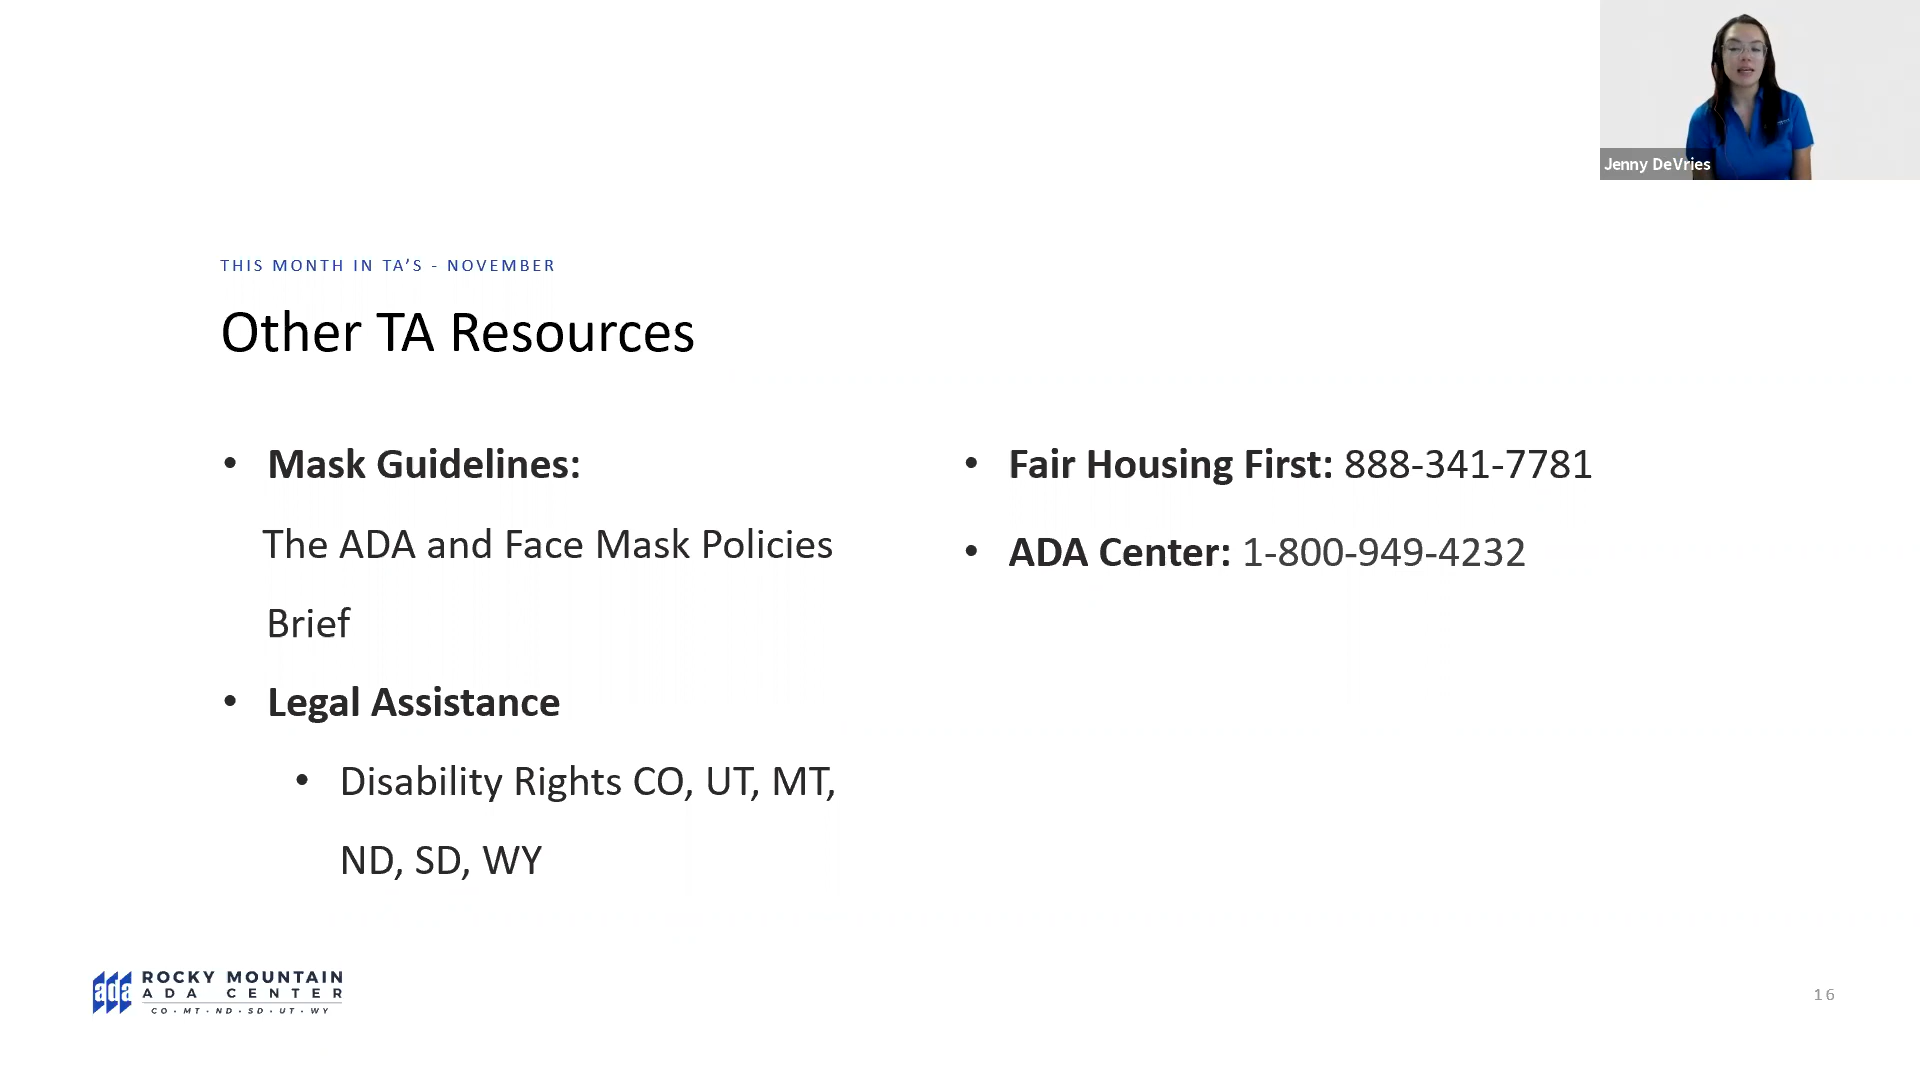 Jenny DeVries
THIS MONTH IN TA’S - NOVEMBER
Other TA Resources
• Mask Guidelines:
The ADA and Face Mask Policies
Brief
• Legal Assistance
• Disability Rights CO, UT, MT,
ND, SD, WY
• Fair Housing First: 888-341-7781
• ADA Center: 1-800-949-4232
ada
ROCKY MOUNTAIN
ADA CENTER
CO • MT • ND • SD • UT • WY
16